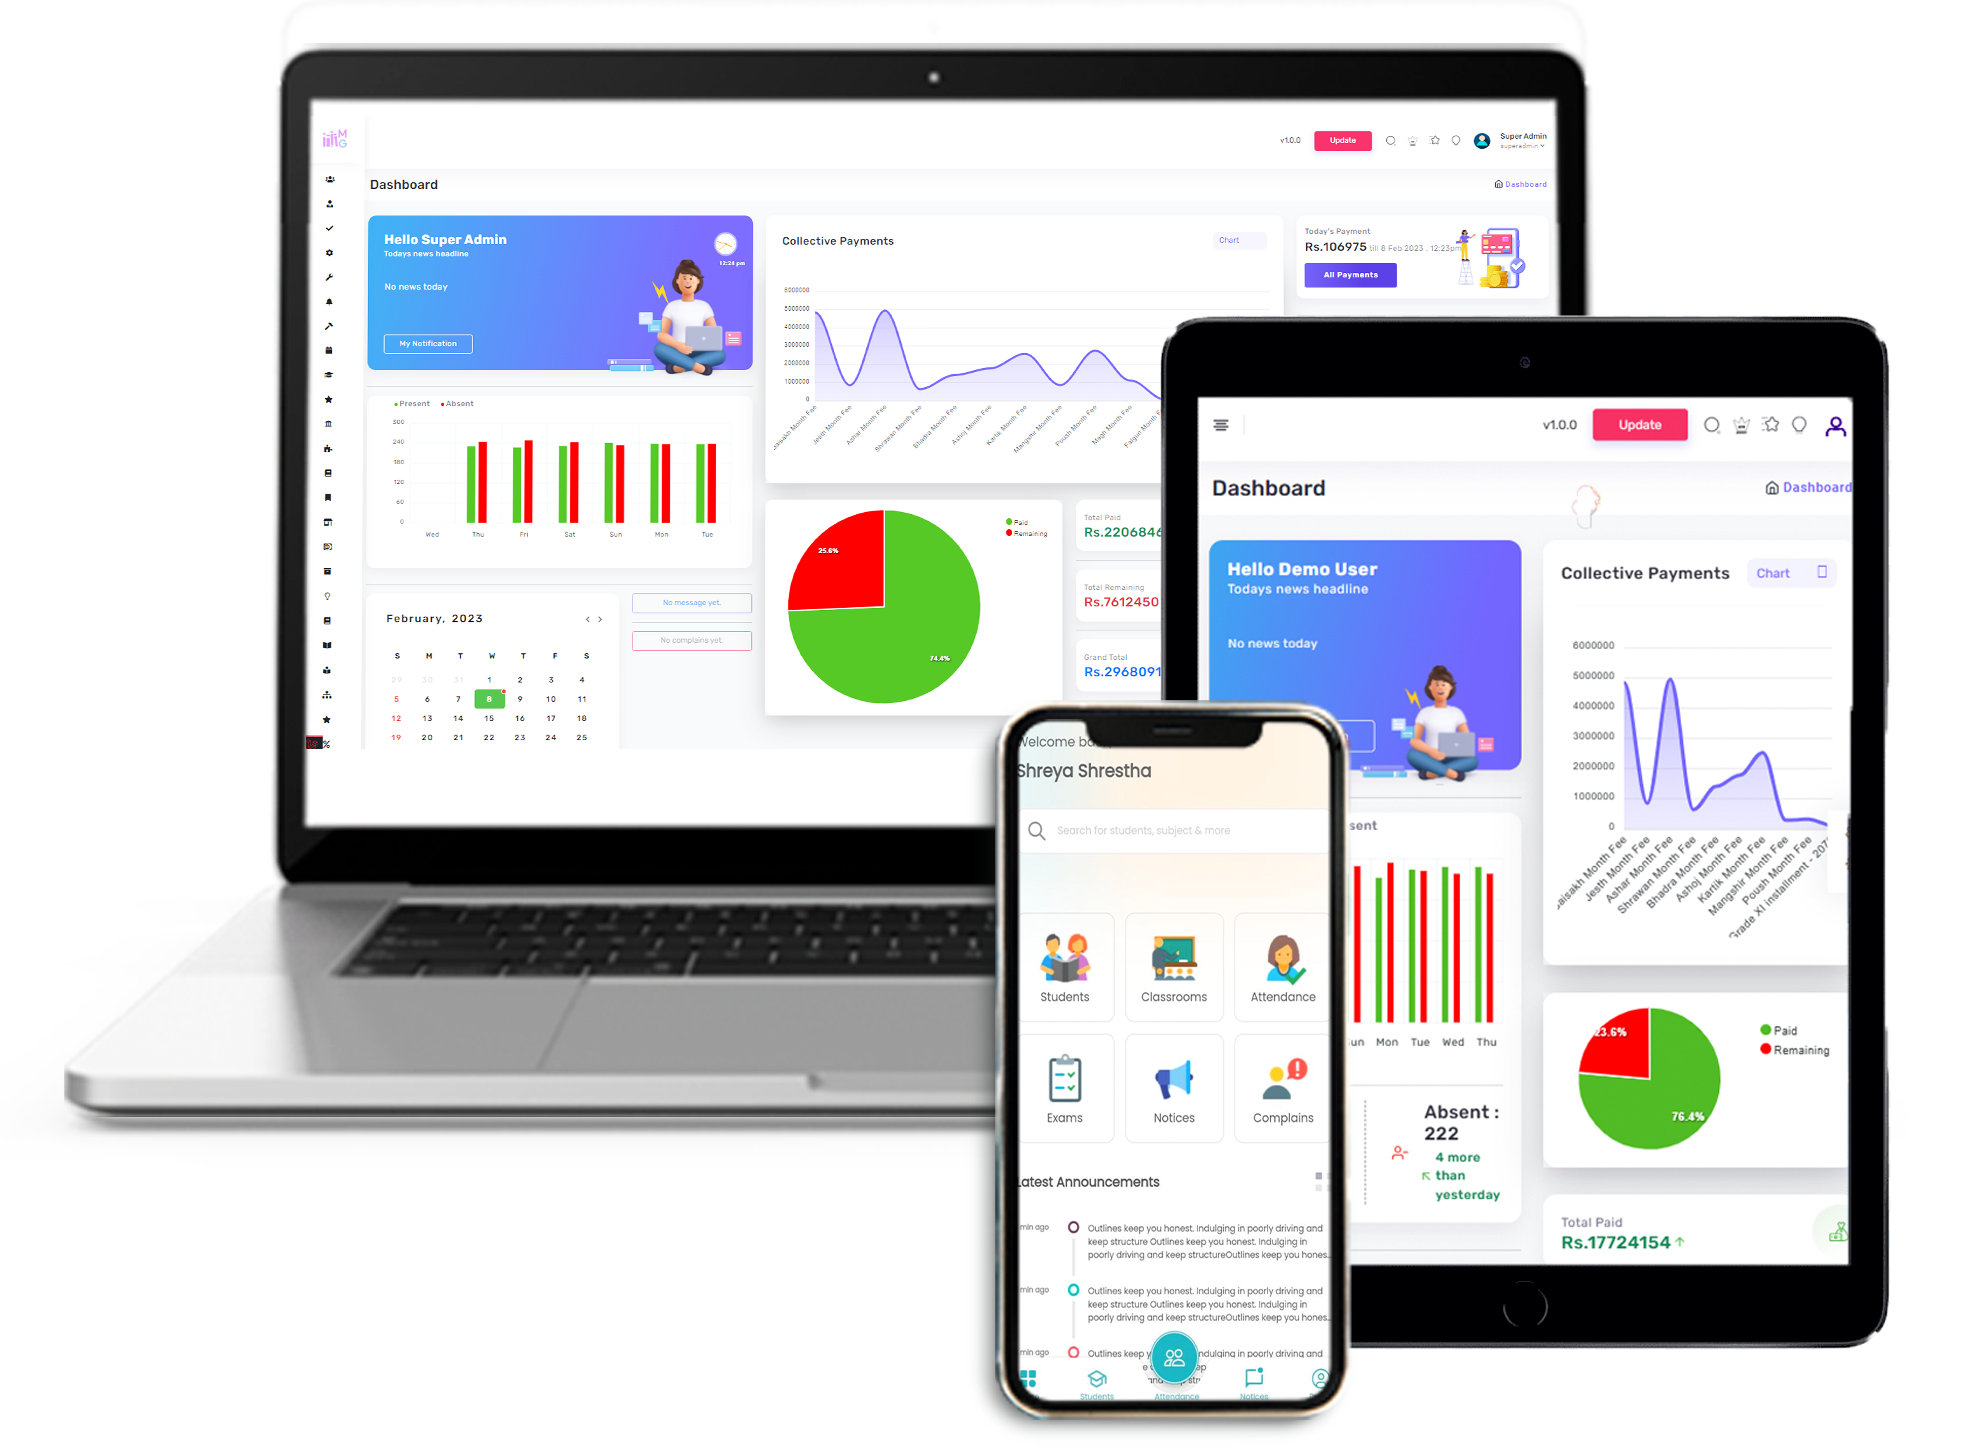 MG
v1.0.0
Update
Super Admin
superadmin
Dashboard
Dashboard
Hello Super Admin
Todays news headline
12:24 pm
No news today
My Notification
Collective Payments
Chart
6000000
5000000
4000000
3000000
2000000
1000000
0
Jesth Month Fee
Ashar Month Fee
Shrawan Month Fee
Bhadra Month Fee
Ashoj Month Fee
Kartik Month Fee
Mangshir Month Fee
Poush Month Fee
Magh Month Fee
Falgun Month Fee
Today's Payment
Rs.106975 till 8 Feb 2023 , 12:23pm
All Payments
Present Absent
300
240
180
120
60
0
Wed Thu Fri Sat Sun Mon Tue
25.6%
74.4%
Paid
Remaining
Total Paid
Rs.2206846
Total Remaining
Rs.7612450
Grand Total
Rs.2968091
February, 2023
S M T W T F S
29 30 31 1 2 3 4
5 6 7 8 9 10 11
12 13 14 15 16 17 18
19 20 21 22 23 24 25
No message yet.
No complains yet.
v1.0.0
Update
Dashboard
Dashboard
Hello Demo User
Todays news headline
No news today
Collective Payments
Chart
6000000
5000000
4000000
3000000
2000000
1000000
0
aisakh Month Fee
Jesth Month Fee
Ashar Month Fee
Shrawan Month Fee
Bhadra Month Fee
Ashoj Month Fee
Kartik Month Fee
Mangshir Month Fee
Poush Month Fee
Grade XI installment - 207
sent
un Mon Tue Wed Thu
Absent :
222
4 more
than
yesterday
23.6%
76.4%
Paid
Remaining
Total Paid
Rs.17724154
Welcome ba
Shreya Shrestha
Search for students, subject & more
Students
Classrooms
Attendance
Exams
Notices
Complains
Latest Announcements
min ago
Outlines keep you honest. Indulging in poorly driving and
keep structure Outlines keep you honest. Indulging in
poorly driving and keep structureOutlines keep you hones..
min ago
Outlines keep you honest. Indulging in poorly driving and
keep structure Outlines keep you honest. Indulging in
poorly driving and keep structureOutlines keep you hones..
min ago
Outlines keep y ndulging in poorly driving and
Students
Attendance
Notices